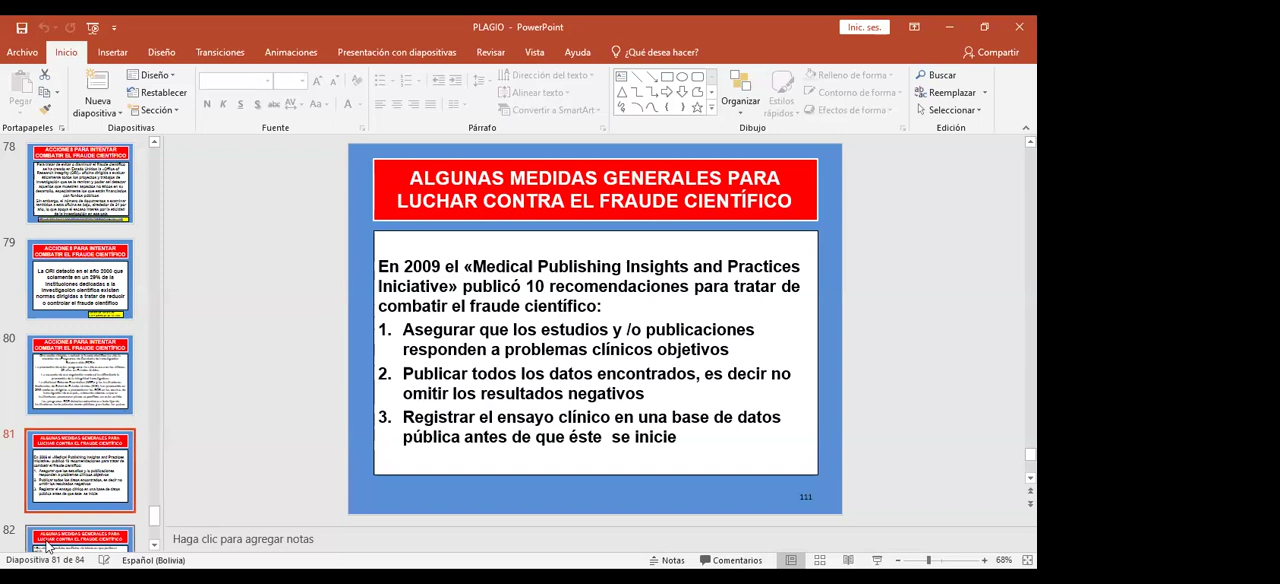 PLAGIO - PowerPoint
Inic. ses.
Archivo Inicio Insertar Diseño Transiciones Animaciones Presentación con diapositivas Revisar Vista Ayuda ¿Qué desea hacer? Compartir
Pegar
Nueva diapositiva
Diseño
Restablecer
Sección
N K S S abc AV Aa A
Dirección del texto
Alinear texto
Convertir a SmartArt
Organizar
Estilos rápidos
Relleno de forma
Contorno de forma
Efectos de forma
Buscar
Reemplazar
Seleccionar
Portapapeles Diapositivas Fuente Párrafo Dibujo Edición
78
ACCIONES PARA INTENTAR
COMBATIR EL FRAUDE CIENTÍFICO
79
ACCIONES PARA INTENTAR
COMBATIR EL FRAUDE CIENTÍFICO
La ORI detectó en el año 2000 que
solamente en un 29% de la
instituciones dedicadas a la
investigación científica existen
normas dirigidas a tratar de reducir
o controlar el fraude científico
80
ACCIONES PARA INTENTAR
COMBATIR EL FRAUDE CIENTÍFICO
81
ALGUNAS MEDIDAS GENERALES PARA
LUCHAR CONTRA EL FRAUDE CIENTÍFICO
82
ALGUNAS MEDIDAS GENERALES PARA
LUCHAR CONTRA EL FRAUDE CIENTÍFICO
ALGUNAS MEDIDAS GENERALES PARA
LUCHAR CONTRA EL FRAUDE CIENTÍFICO
En 2009 el «Medical Publishing Insights and Practices
Iniciative» publicó 10 recomendaciones para tratar de
combatir el fraude científico:
1. Asegurar que los estudios y /o publicaciones
responden a problemas clínicos objetivos
2. Publicar todos los datos encontrados, es decir no
omitir los resultados negativos
3. Registrar el ensayo clínico en una base de datos
pública antes de que éste se inicie
111
Haga clic para agregar notas
Diapositiva 81 de 84 Español (Bolivia) Notas Comentarios 68%